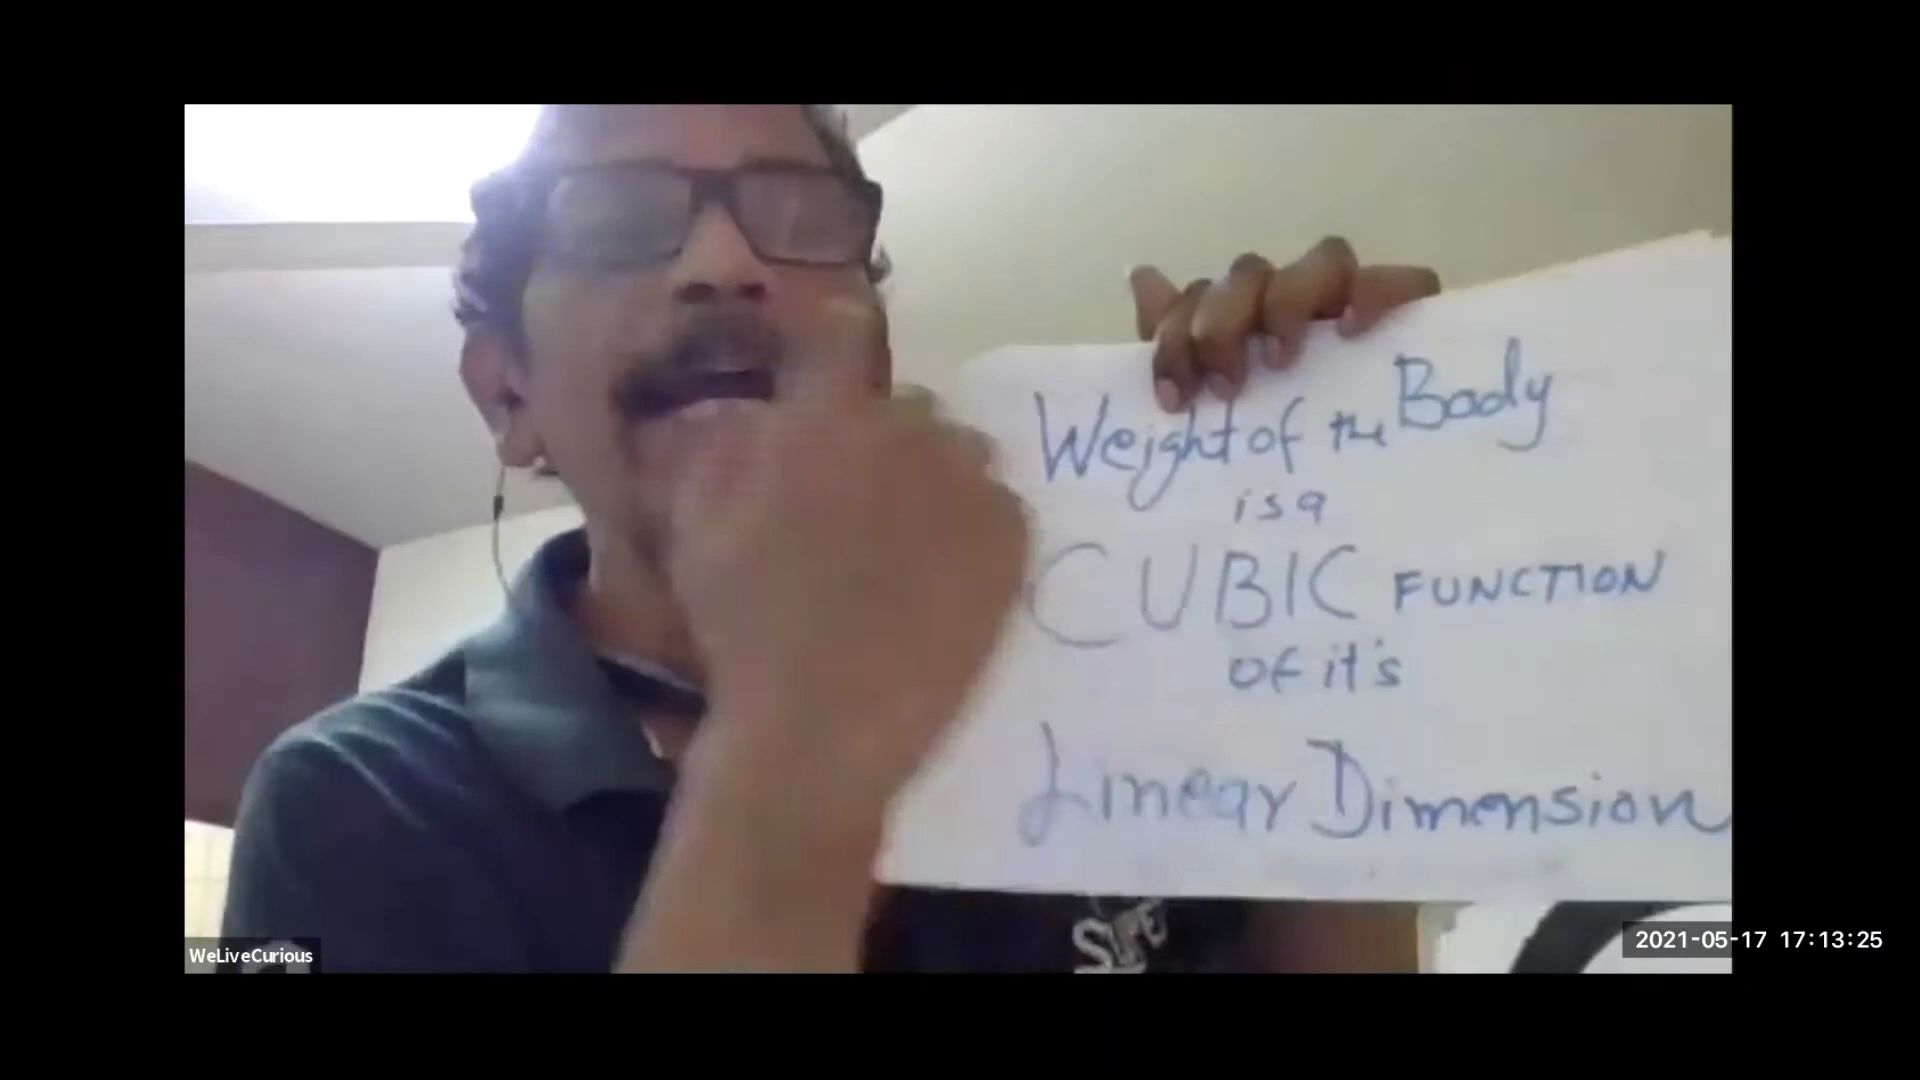 Weight of the Body
is a
CUBIC FUNCTION
of it's
Linear Dimension
WeLiveCurious
2021-05-17 17:13:25